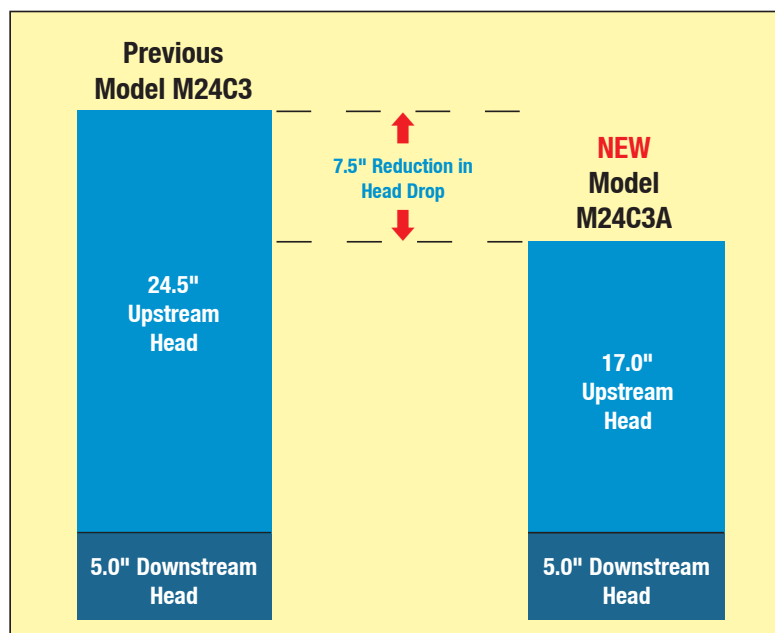 Previous
Model M24C3
7.5" Reduction in
Head Drop
NEW
Model
M24C3A
24.5"
Upstream
Head
17.0"
Upstream
Head
5.0" Downstream
Head
5.0" Downstream
Head